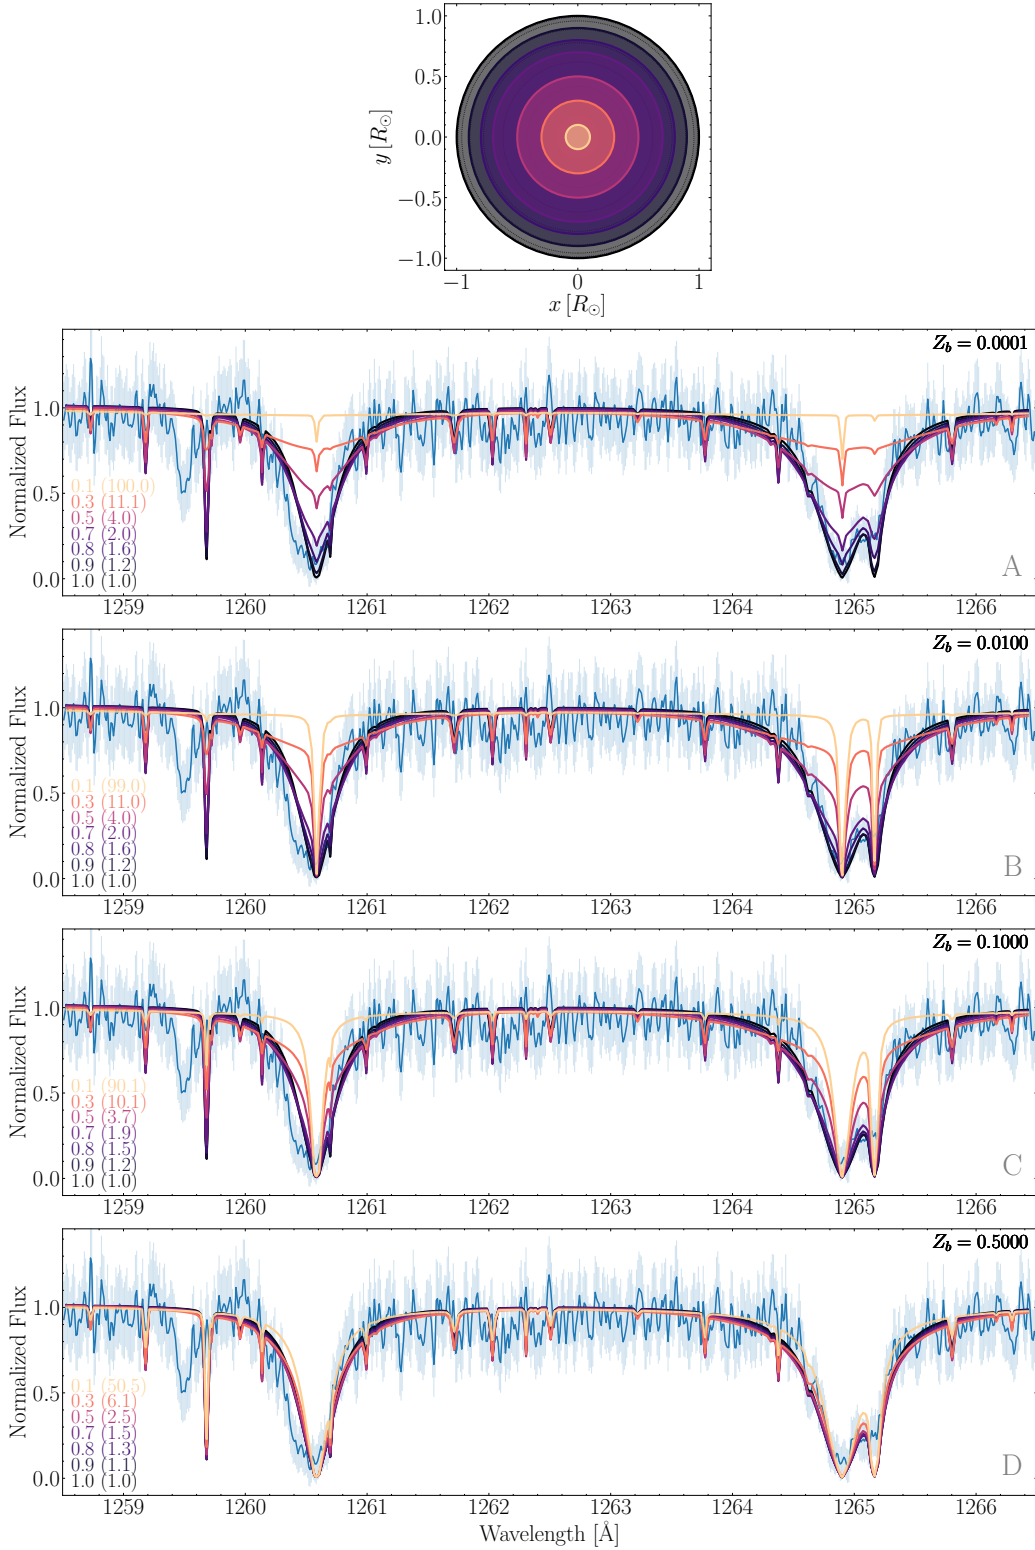 1.0
0.5
0.0
−0.5
−1.0
y [R☉]
−1 0 1
x [R☉]
Z_b = 0.0001
Normalized Flux
1.0
0.5
0.0
0.1 (100.0)
0.3 (11.1)
0.5 (4.0)
0.7 (2.0)
0.8 (1.6)
0.9 (1.2)
1.0 (1.0)
A
1259 1260 1261 1262 1263 1264 1265 1266
Z_b = 0.0100
Normalized Flux
1.0
0.5
0.0
0.1 (99.0)
0.3 (11.0)
0.5 (4.0)
0.7 (2.0)
0.8 (1.6)
0.9 (1.2)
1.0 (1.0)
B
1259 1260 1261 1262 1263 1264 1265 1266
Z_b = 0.1000
Normalized Flux
1.0
0.5
0.0
0.1 (90.1)
0.3 (10.1)
0.5 (3.7)
0.7 (1.9)
0.8 (1.5)
0.9 (1.2)
1.0 (1.0)
C
1259 1260 1261 1262 1263 1264 1265 1266
Z_b = 0.5000
Normalized Flux
1.0
0.5
0.0
0.1 (50.5)
0.3 (6.1)
0.5 (2.5)
0.7 (1.5)
0.8 (1.3)
0.9 (1.1)
1.0 (1.0)
D
1259 1260 1261 1262 1263 1264 1265 1266
Wavelength [Å]